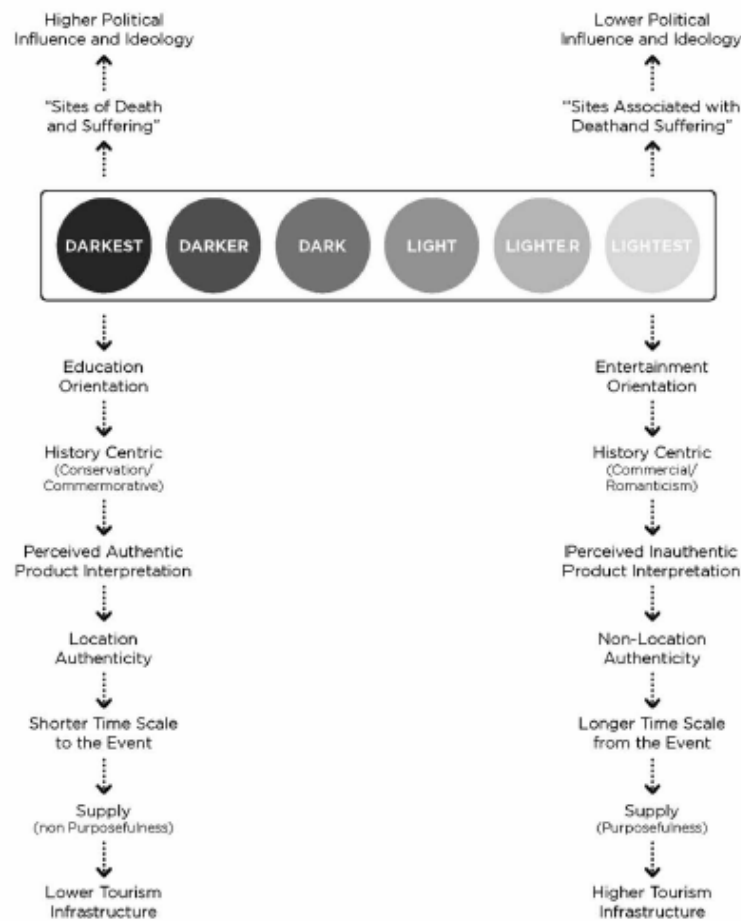 Higher Political
Influence and Ideology
Lower Political
Influence and Ideology
"Sites of Death
and Suffering"
"'Sites Associated with
Deathand Suffering"
DARKEST
DARKER
DARK
LIGHT
LIGHTE.R
LIGHTEST
Education
Orientation
Entertainment
Orientation
History Centric
(Conservation/
Commermorative)
History Centric
(Commercial/
Romanticism)
Perceived Authentic
Product Interpretation
IPerceived Inauthentic
Product Interpretation
Location
Authenticity
Non-Location
Authenticity
Shorter Time Scale
to the Event
Longer Time Scale
from the Event
Supply
(non Purposefulness)
Supply
(Purposefulness)
Lower Tourism
Infrastructure
Higher Tourism
Infrastructure